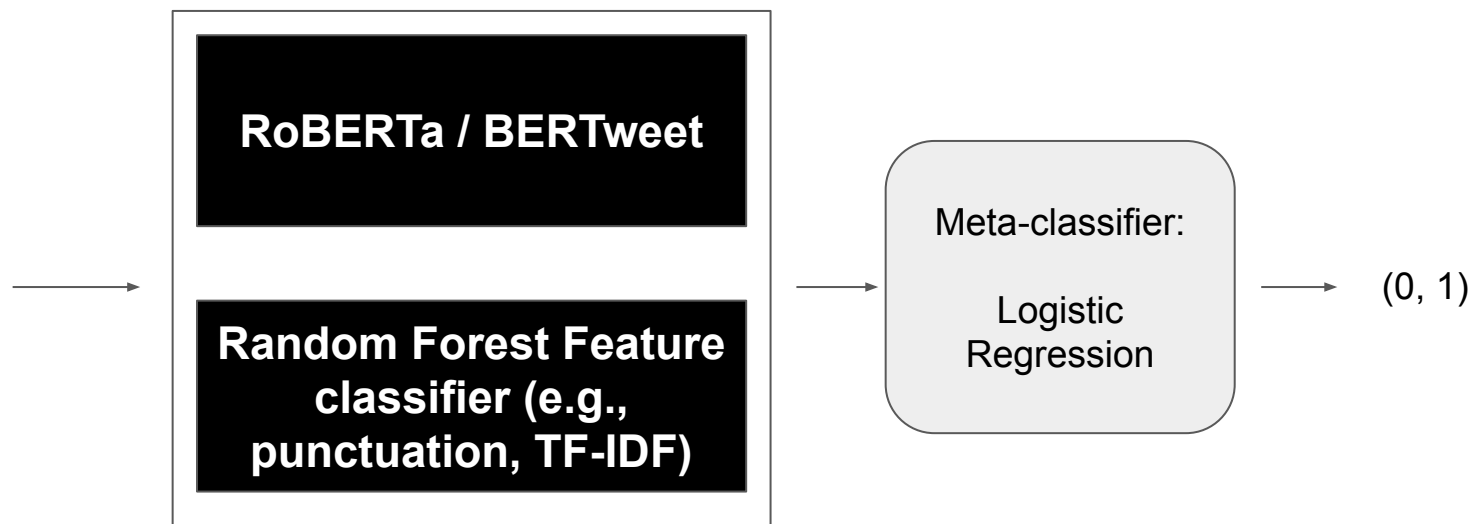 RoBERTa / BERTweet
Random Forest Feature
classifier (e.g.,
punctuation, TF-IDF)
Meta-classifier:
Logistic
Regression
(0, 1)